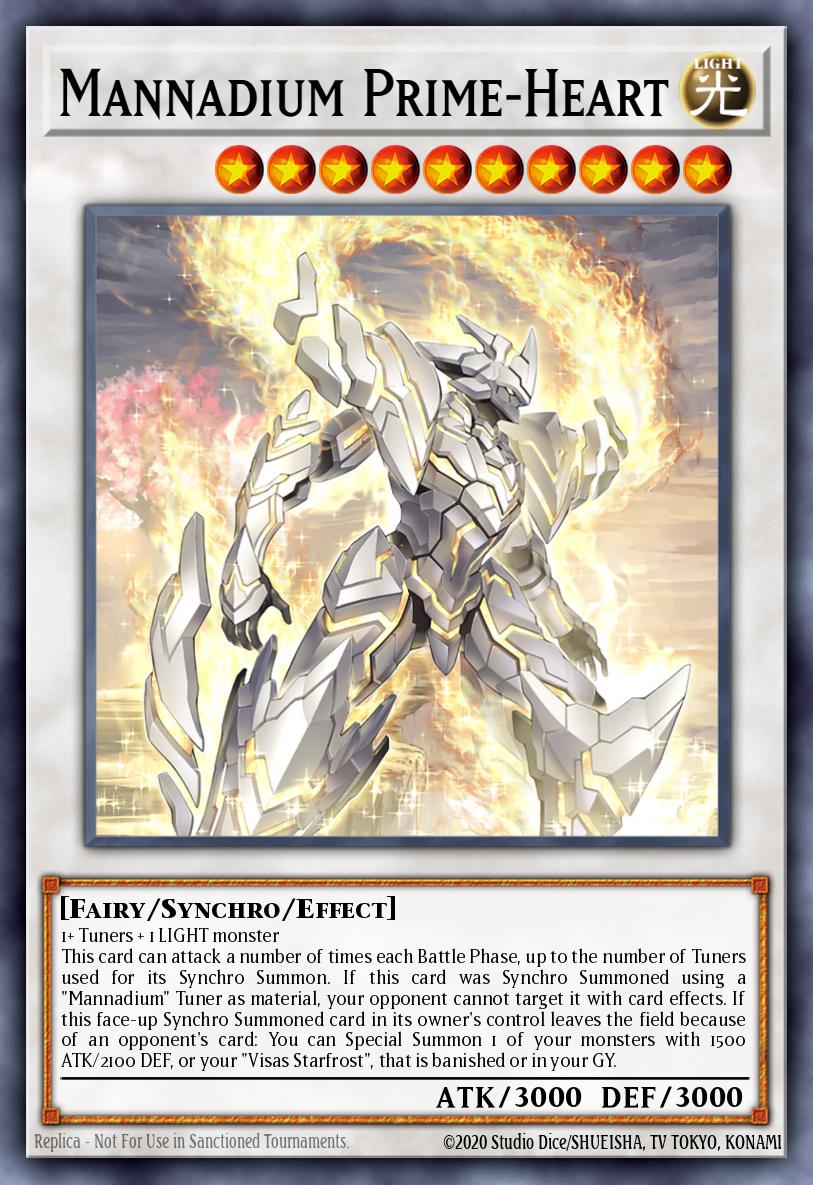 MANNADIUM PRIME-HEART
LIGHT
光
[FAIRY/SYNCHRO/EFFECT]
1+ Tuners + 1 LIGHT monster
This card can attack a number of times each Battle Phase, up to the number of Tuners
used for its Synchro Summon. If this card was Synchro Summoned using a
"Mannadium" Tuner as material, your opponent cannot target it with card effects. If
this face-up Synchro Summoned card in its owner's control leaves the field because
of an opponent's card: You can Special Summon 1 of your monsters with 1500
ATK/2100 DEF, or your "Visas Starfrost", that is banished or in your GY.
ATK/3000 DEF/3000
Replica - Not For Use in Sanctioned Tournaments.
©2020 Studio Dice/SHUEISHA, TV TOKYO, KONAMI